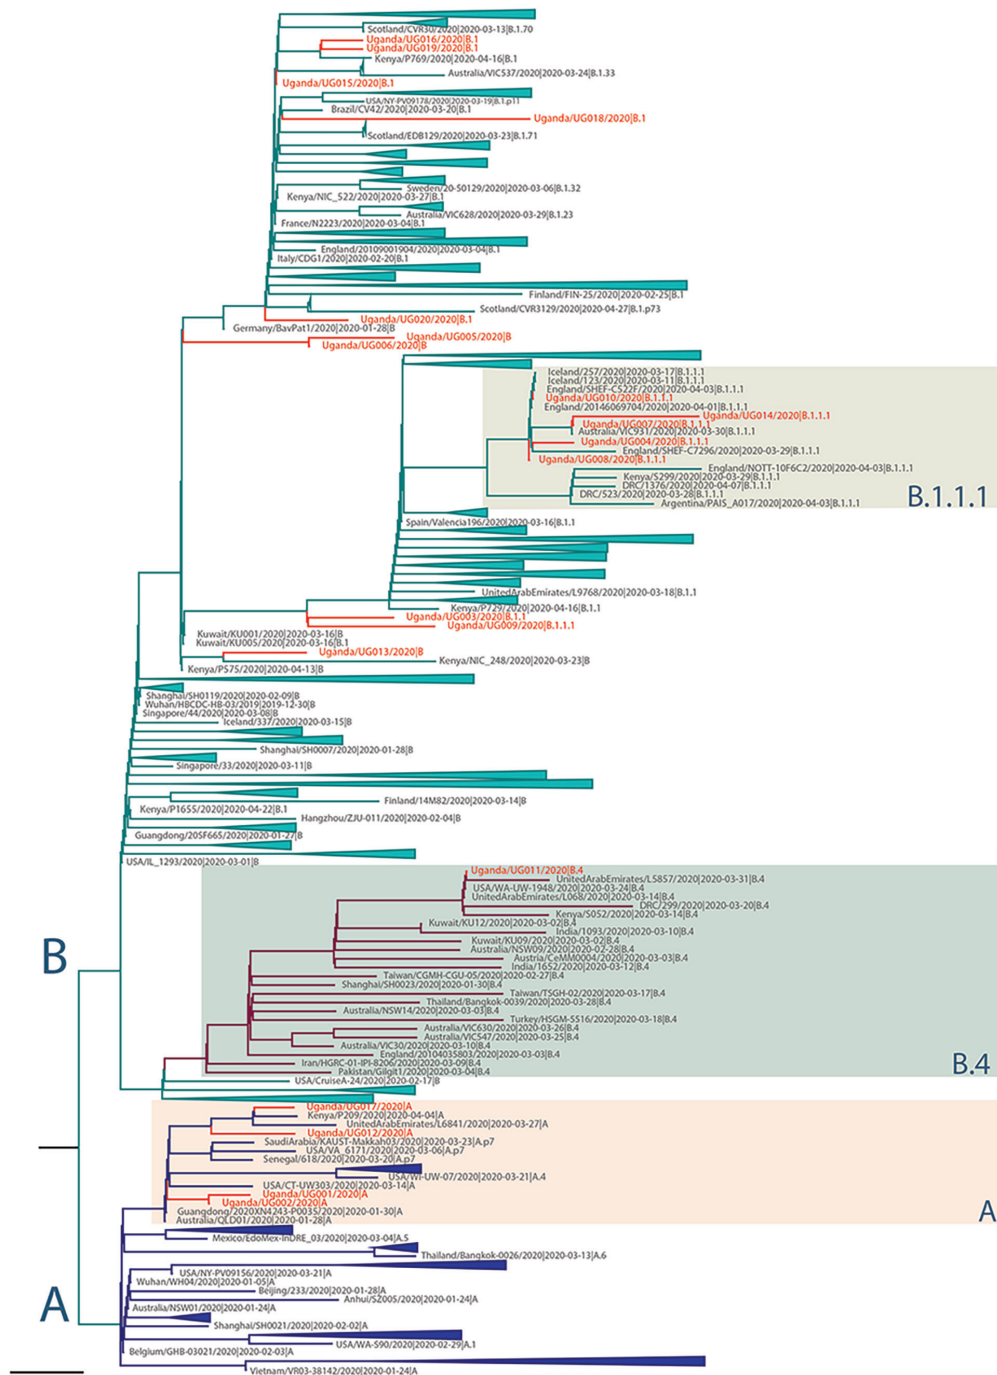 Scotland/CVR30/2020|2020-03-13|B.1.70
Uganda/UG016/2020|B.1
Uganda/UG019/2020|B.1
Kenya/P769/2020|2020-04-16|B.1
Australia/VIC537/2020|2020-03-24|B.1.33
Uganda/UG015/2020|B.1
USA/NY-PV09178/2020|2020-03-19|B.1.p11
Brazil/CV42/2020|2020-03-20|B.1
Uganda/UG018/2020|B.1
Scotland/EDB129/2020|2020-03-23|B.1.71
Sweden/20-50129/2020|2020-03-06|B.1.32
Kenya/NIC_522/2020|2020-03-27|B.1
Australia/VIC628/2020|2020-03-29|B.1.23
France/N2223/2020|2020-03-04|B.1
England/20109001904/2020|2020-03-04|B.1
Italy/CDG1/2020|2020-02-20|B.1
Finland/FIN-25/2020|2020-02-25|B.1
Scotland/CVR3129/2020|2020-04-27|B.1.p73
Uganda/UG020/2020|B.1
Germany/BavPat1/2020|2020-01-28|B
Uganda/UG005/2020|B
Uganda/UG006/2020|B
Iceland/257/2020|2020-03-17|B.1.1.1
Iceland/123/2020|2020-03-11|B.1.1.1
England/SHEF-C522F/2020|2020-04-03|B.1.1.1
Uganda/UG010/2020|B.1.1.1
England/20146069704/2020|2020-04-01|B.1.1.1
Uganda/UG014/2020|B.1.1.1
Uganda/UG007/2020|B.1.1.1
Australia/VIC931/2020|2020-03-30|B.1.1.1
Uganda/UG004/2020|B.1.1.1
England/SHEF-C7296/2020|2020-03-29|B.1.1.1
Uganda/UG008/2020|B.1.1.1
England/NOTT-10F6C2/2020|2020-04-03|B.1.1.1
Kenya/S299/2020|2020-03-29|B.1.1.1
DRC/1376/2020|2020-04-07|B.1.1.1
DRC/523/2020|2020-03-28|B.1.1.1
Argentina/PAIS_A017/2020|2020-04-03|B.1.1.1
B.1.1.1
Spain/Valencia196/2020|2020-03-16|B.1.1
UnitedArabEmirates/L9768/2020|2020-03-18|B.1.1
Kenya/P729/2020|2020-04-16|B.1.1
Uganda/UG003/2020|B.1.1
Uganda/UG009/2020|B.1.1.1
Kuwait/KU001/2020|2020-03-16|B
Kuwait/KU005/2020|2020-03-16|B.1
Uganda/UG013/2020|B
Kenya/NIC_248/2020|2020-03-23|B
Kenya/P575/2020|2020-04-13|B
Shanghai/SH0119/2020|2020-02-09|B
Wuhan/HBCDC-HB-03/2019|2019-12-30|B
Singapore/44/2020|2020-03-08|B
Iceland/337/2020|2020-03-15|B
Shanghai/SH0007/2020|2020-01-28|B
Singapore/33/2020|2020-03-11|B
Finland/14M82/2020|2020-03-14|B
Kenya/P1655/2020|2020-04-22|B.1
Hangzhou/ZJU-011/2020|2020-02-04|B
Guangdong/20SF665/2020|2020-01-27|B
USA/IL_1293/2020|2020-03-01|B
B
Uganda/UG011/2020|B.4
UnitedArabEmirates/L5857/2020|2020-03-31|B.4
USA/WA-UW-1948/2020|2020-03-24|B.4
UnitedArabEmirates/L068/2020|2020-03-14|B.4
DRC/299/2020|2020-03-20|B.4
Kenya/S052/2020|2020-03-14|B.4
Kuwait/KU12/2020|2020-03-02|B.4
India/1093/2020|2020-03-10|B.4
Kuwait/KU09/2020|2020-03-02|B.4
Australia/NSW09/2020|2020-02-28|B.4
Austria/CeMM0004/2020|2020-03-03|B.4
India/1652/2020|2020-03-12|B.4
Taiwan/CGMH-CGU-05/2020|2020-02-27|B.4
Shanghai/SH0023/2020|2020-01-30|B.4
Taiwan/TSGH-02/2020|2020-03-17|B.4
Thailand/Bangkok-0039/2020|2020-03-28|B.4
Australia/NSW14/2020|2020-03-03|B.4
Turkey/HSGM-5516/2020|2020-03-18|B.4
Australia/VIC630/2020|2020-03-26|B.4
Australia/VIC547/2020|2020-03-25|B.4
Australia/VIC30/2020|2020-03-10|B.4
England/20104035803/2020|2020-03-03|B.4
Iran/HGRC-01-IPI-8206/2020|2020-03-09|B.4
Pakistan/Gilgit1/2020|2020-03-04|B.4
B.4
USA/CruiseA-24/2020|2020-02-17|B
Uganda/UG017/2020|A
Kenya/P209/2020|2020-04-04|A
UnitedArabEmirates/L6841/2020|2020-03-27|A
Uganda/UG012/2020|A
SaudiArabia/KAUST-Makkah03/2020|2020-03-23|A.p7
USA/VA_6171/2020|2020-03-06|A.p7
Senegal/618/2020|2020-03-20|A.p7
USA/WI-UW-07/2020|2020-03-21|A.4
USA/CT-UW303/2020|2020-03-14|A
Uganda/UG001/2020|A
Uganda/UG002/2020|A
Guangdong/2020XN4243-P0035/2020|2020-01-30|A
Australia/QLD01/2020|2020-01-28|A
A
Mexico/EdoMex-InDRE_03/2020|2020-03-04|A.5
Thailand/Bangkok-0026/2020|2020-03-13|A.6
USA/NY-PV09156/2020|2020-03-21|A
Wuhan/WH04/2020|2020-01-05|A
Beijing/233/2020|2020-01-28|A
Anhui/SZ005/2020|2020-01-24|A
A
Australia/NSW01/2020|2020-01-24|A
Shanghai/SH0021/2020|2020-02-02|A
USA/WA-S90/2020|2020-02-29|A.1
Belgium/GHB-03021/2020|2020-02-03|A
Vietnam/VR03-38142/2020|2020-01-24|A